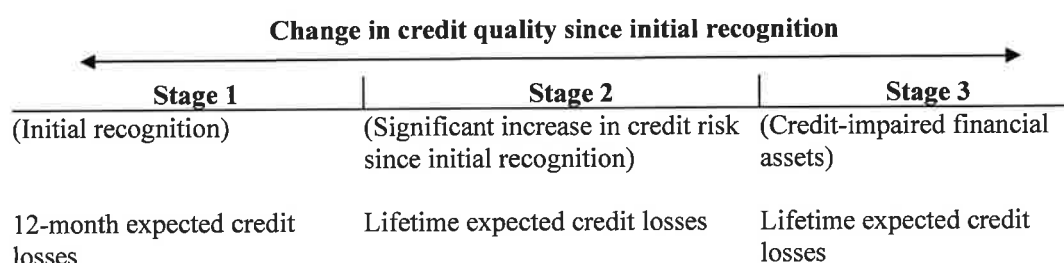 Change in credit quality since initial recognition
Stage 1 Stage 2 Stage 3
(Initial recognition) (Significant increase in credit risk (Credit-impaired financial
since initial recognition) assets)
12-month expected credit Lifetime expected credit losses Lifetime expected credit
losses losses